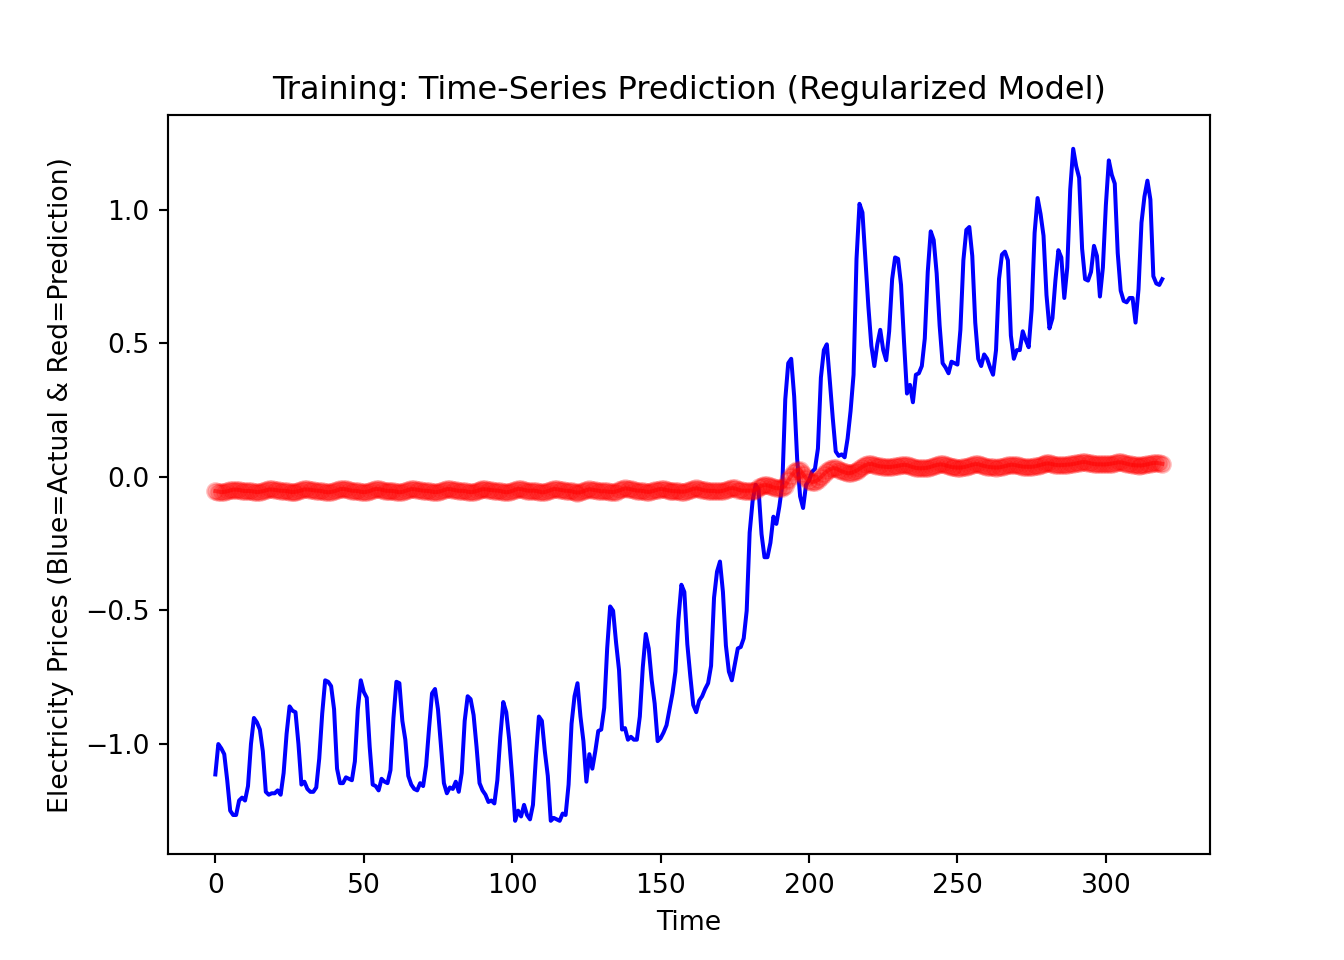 Training: Time-Series Prediction (Regularized Model)
Electricity Prices (Blue=Actual & Red=Prediction)
1.0
0.5
0.0
−0.5
−1.0
0 50 100 150 200 250 300
Time